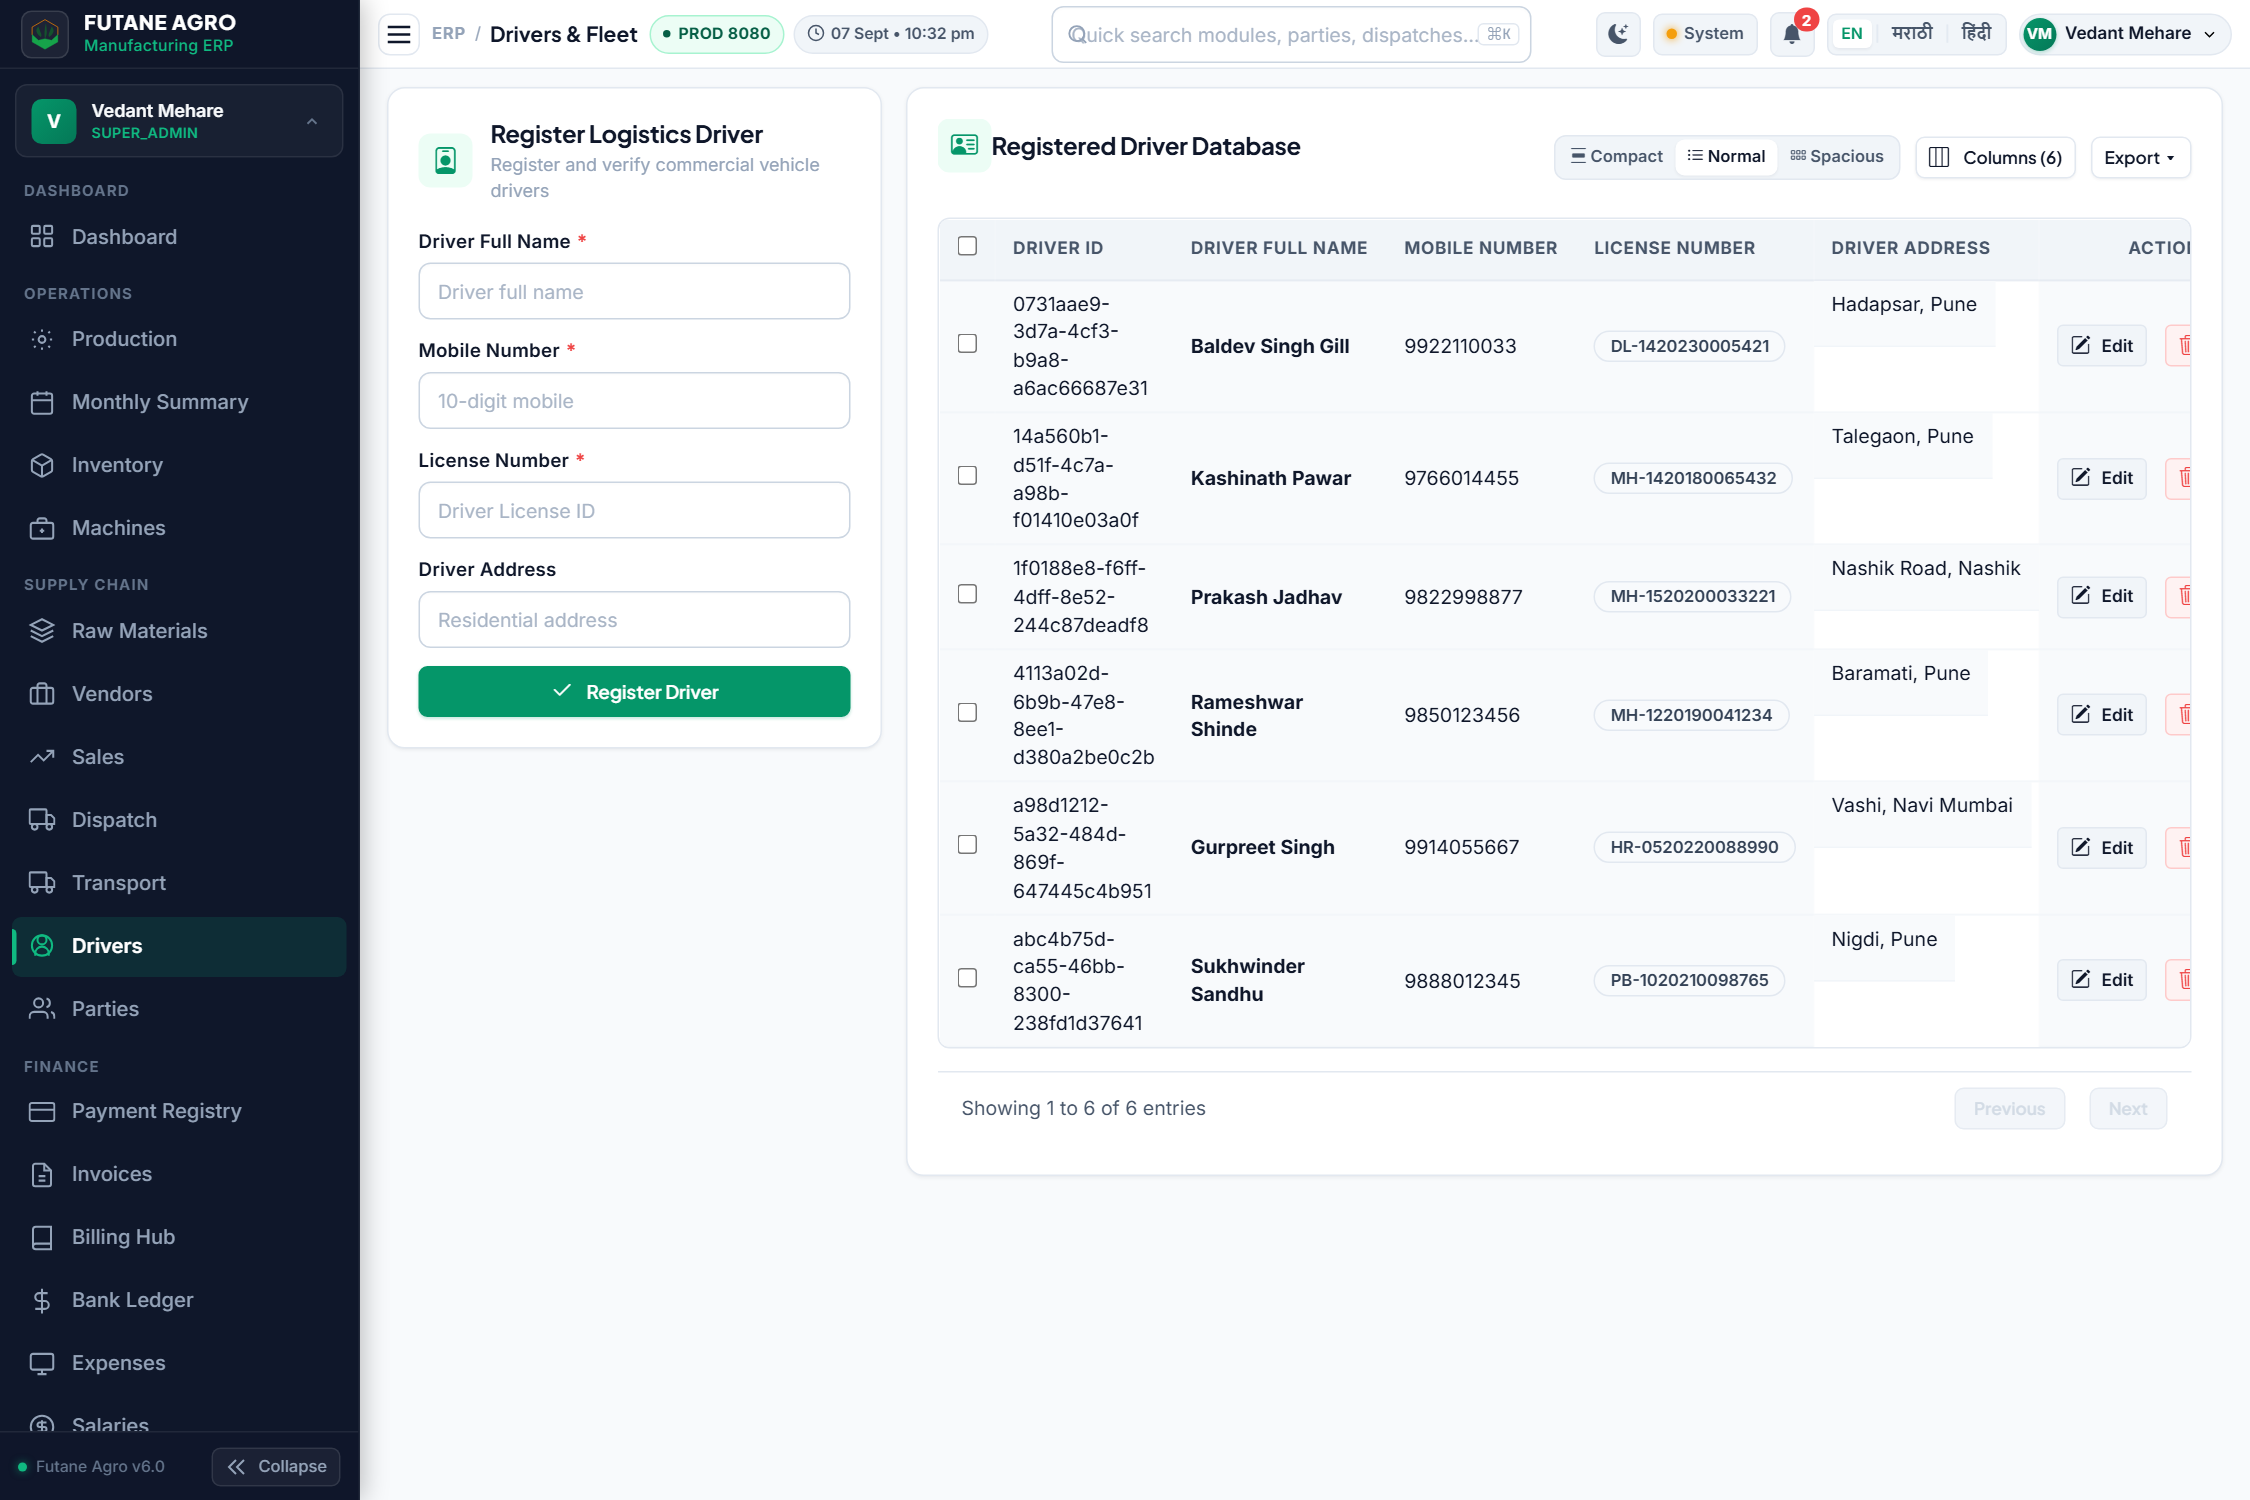 FUTANE AGRO
Manufacturing ERP
V
Vedant Mehare
SUPER_ADMIN
DASHBOARD
Dashboard
OPERATIONS
Production
Monthly Summary
Inventory
Machines
SUPPLY CHAIN
Raw Materials
Vendors
Sales
Dispatch
Transport
Drivers
Parties
FINANCE
Payment Registry
Invoices
Billing Hub
Bank Ledger
Expenses
Salaries
Futane Agro v6.0
Collapse
ERP / Drivers & Fleet
PROD 8080
07 Sept • 10:32 pm
Quick search modules, parties, dispatches...
⌘K
System
2
EN
मराठी
हिंदी
VM
Vedant Mehare
Register Logistics Driver
Register and verify commercial vehicle
drivers
Driver Full Name *
Driver full name
Mobile Number *
10-digit mobile
License Number *
Driver License ID
Driver Address
Residential address
Register Driver
Registered Driver Database
Compact
Normal
Spacious
Columns (6)
Export
DRIVER ID DRIVER FULL NAME MOBILE NUMBER LICENSE NUMBER DRIVER ADDRESS ACTIO
0731aae9-
3d7a-4cf3-
b9a8-
a6ac66687e31
Baldev Singh Gill
9922110033
DL-1420230005421
Hadapsar, Pune
Edit
14a560b1-
d51f-4c7a-
a98b-
f01410e03a0f
Kashinath Pawar
9766014455
MH-1420180065432
Talegaon, Pune
Edit
1f0188e8-f6ff-
4dff-8e52-
244c87deadf8
Prakash Jadhav
9822998877
MH-1520200033221
Nashik Road, Nashik
Edit
4113a02d-
6b9b-47e8-
8ee1-
d380a2be0c2b
Rameshwar
Shinde
9850123456
MH-1220190041234
Baramati, Pune
Edit
a98d1212-
5a32-484d-
869f-
647445c4b951
Gurpreet Singh
9914055667
HR-0520220088990
Vashi, Navi Mumbai
Edit
abc4b75d-
ca55-46bb-
8300-
238fd1d37641
Sukhwinder
Sandhu
9888012345
PB-1020210098765
Nigdi, Pune
Edit
Showing 1 to 6 of 6 entries
Previous
Next